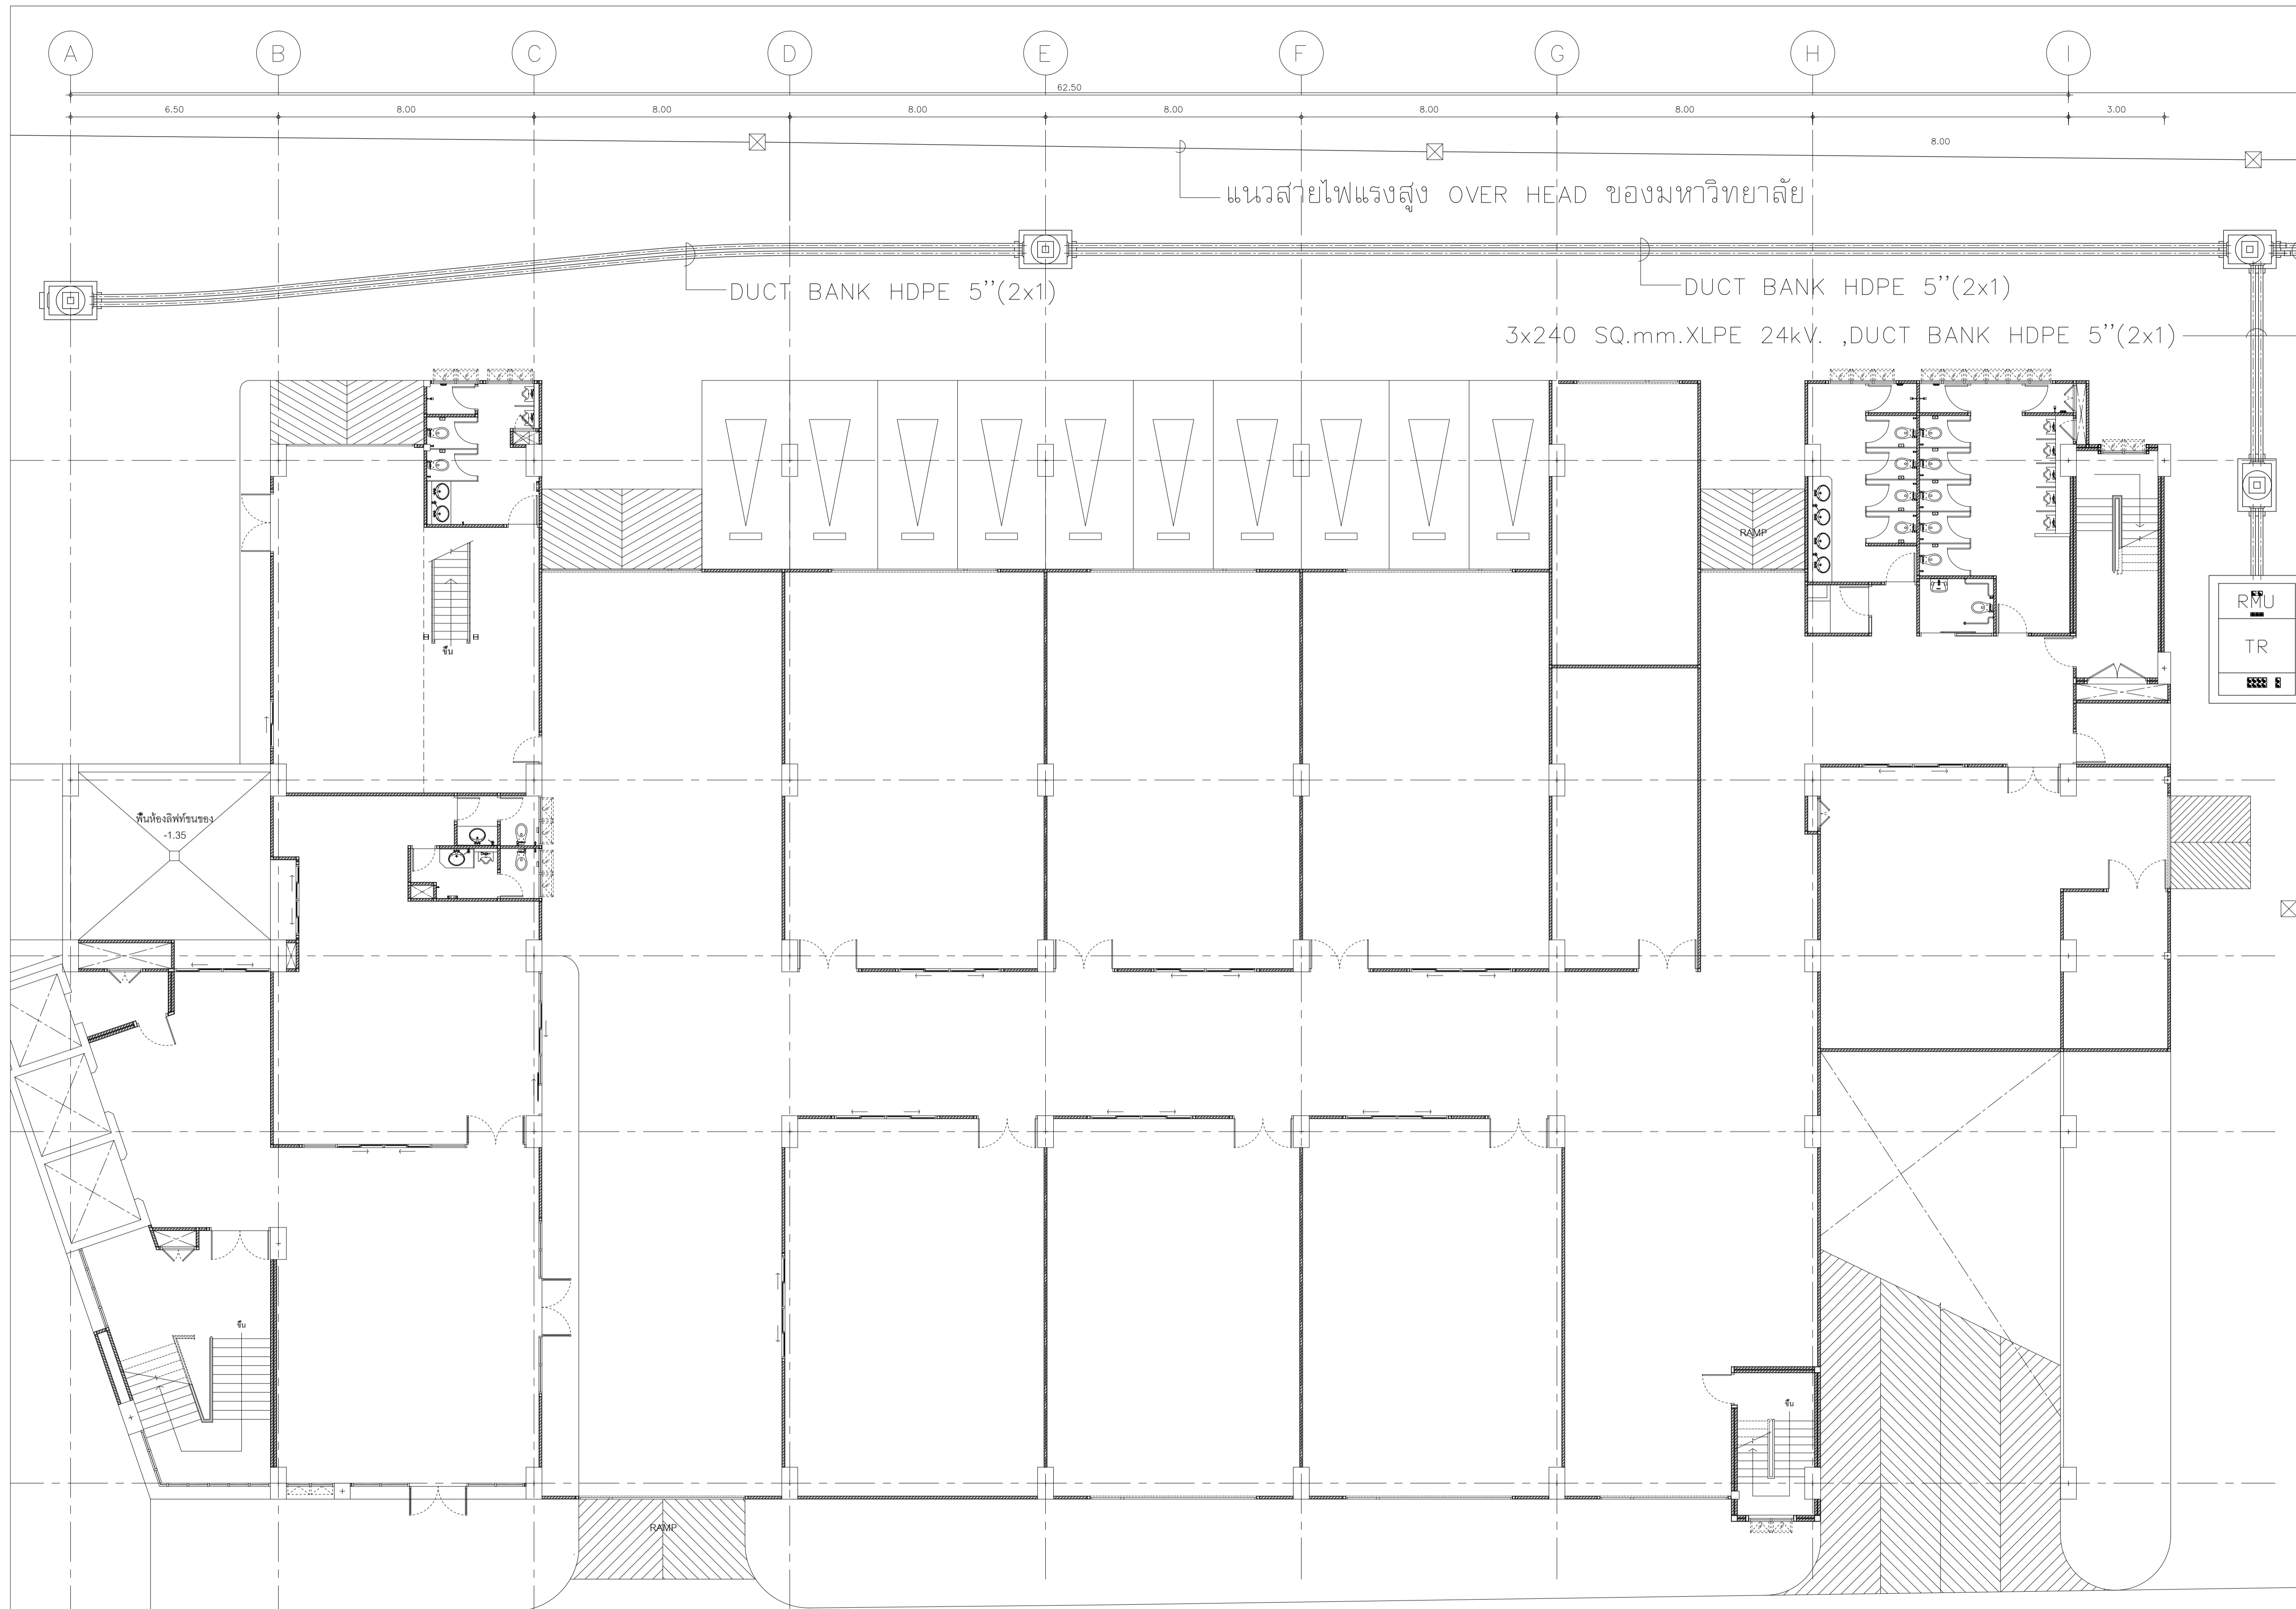 A B C D E F G H I
62.50
6.50 8.00 8.00 8.00 8.00 8.00 8.00 3.00
8.00
แนวสายไฟแรงสูง OVER HEAD ของมหาวิทยาลัย
DUCT BANK HDPE 5''(2x1)
DUCT BANK HDPE 5''(2x1)
3x240 SQ.mm.XLPE 24kV. ,DUCT BANK HDPE 5''(2x1)
RAMP
RMU
TR
ขึ้น
พื้นห้องลิฟท์ขนของ
-1.35
ขึ้น
ขึ้น
RAMP